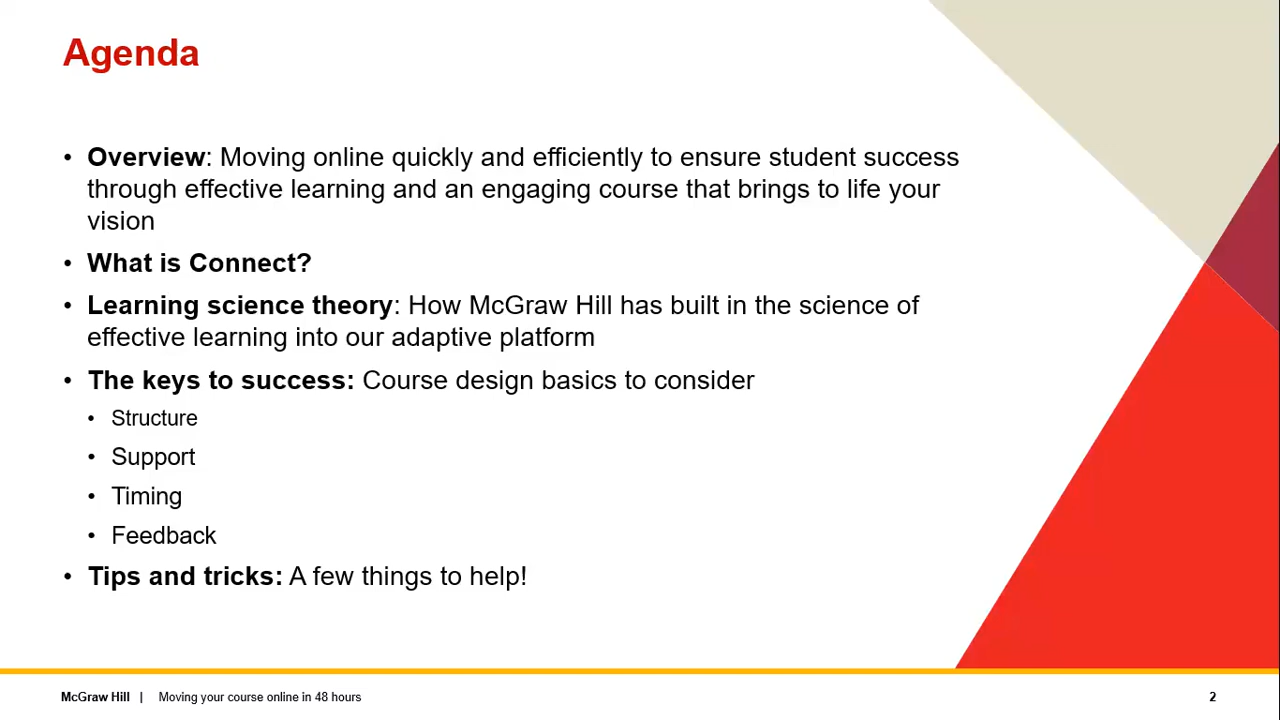 Agenda
• Overview: Moving online quickly and efficiently to ensure student success
through effective learning and an engaging course that brings to life your
vision
• What is Connect?
• Learning science theory: How McGraw Hill has built in the science of
effective learning into our adaptive platform
• The keys to success: Course design basics to consider
• Structure
• Support
• Timing
• Feedback
• Tips and tricks: A few things to help!
McGraw Hill | Moving your course online in 48 hours 2